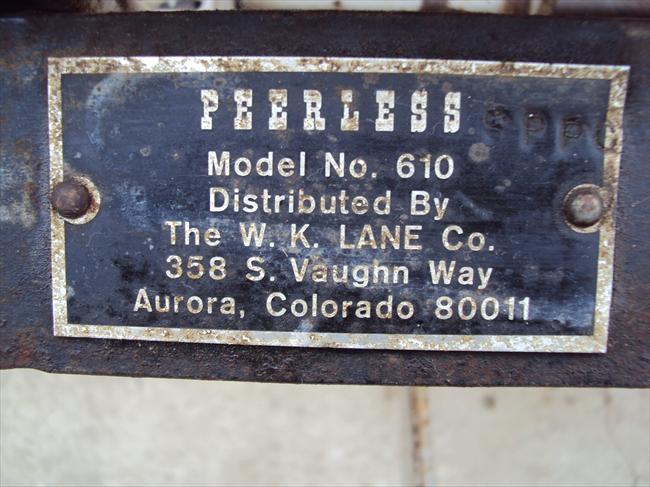 PEERLESS
Model No. 610
Distributed By
The W. K. LANE Co.
358 S. Vaughn Way
Aurora, Colorado 80011